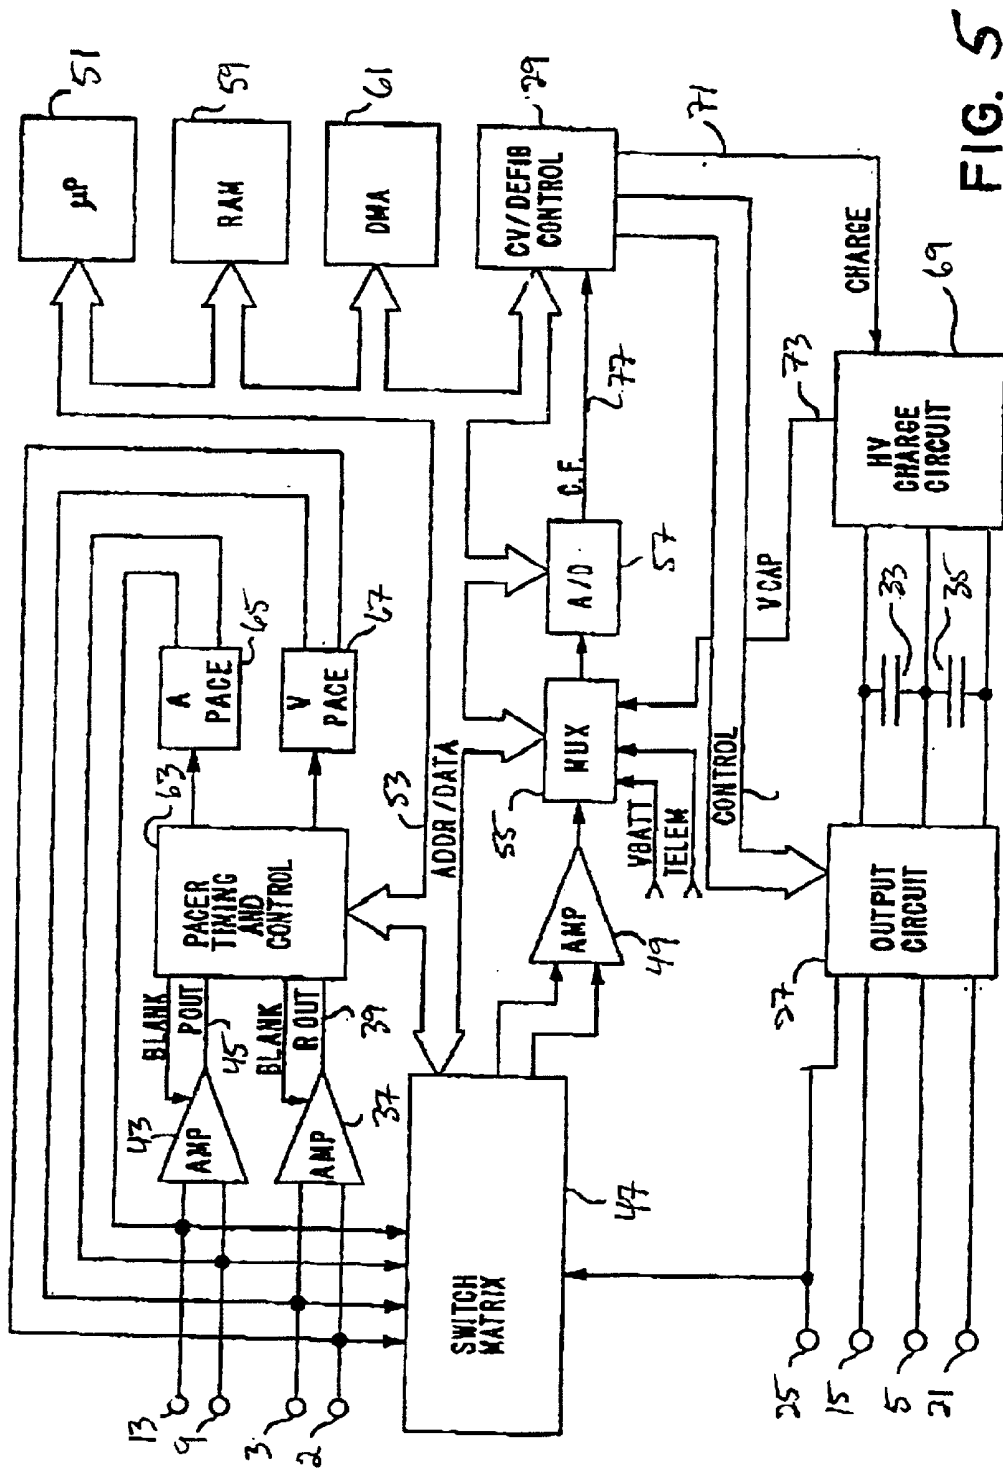 51
μP
59
RAM
61
DMA
29
CV/DEFIB
CONTROL
71
CHARGE
FIG. 5
65
A
PACE
67
V
PACE
63
PACER
TIMING
AND
CONTROL
53
ADDR/DATA
C.F.
77
A/D
57
VCAP
73
HV
CHARGE
CIRCUIT
69
33
35
MUX
55
VBATT
TELEM
CONTROL
AMP
49
OUTPUT
CIRCUIT
27
BLANK
POUT
45
BLANK
R OUT
39
43
AMP
37
AMP
47
SWITCH
MATRIX
13
9
3
2
25
15
5
21